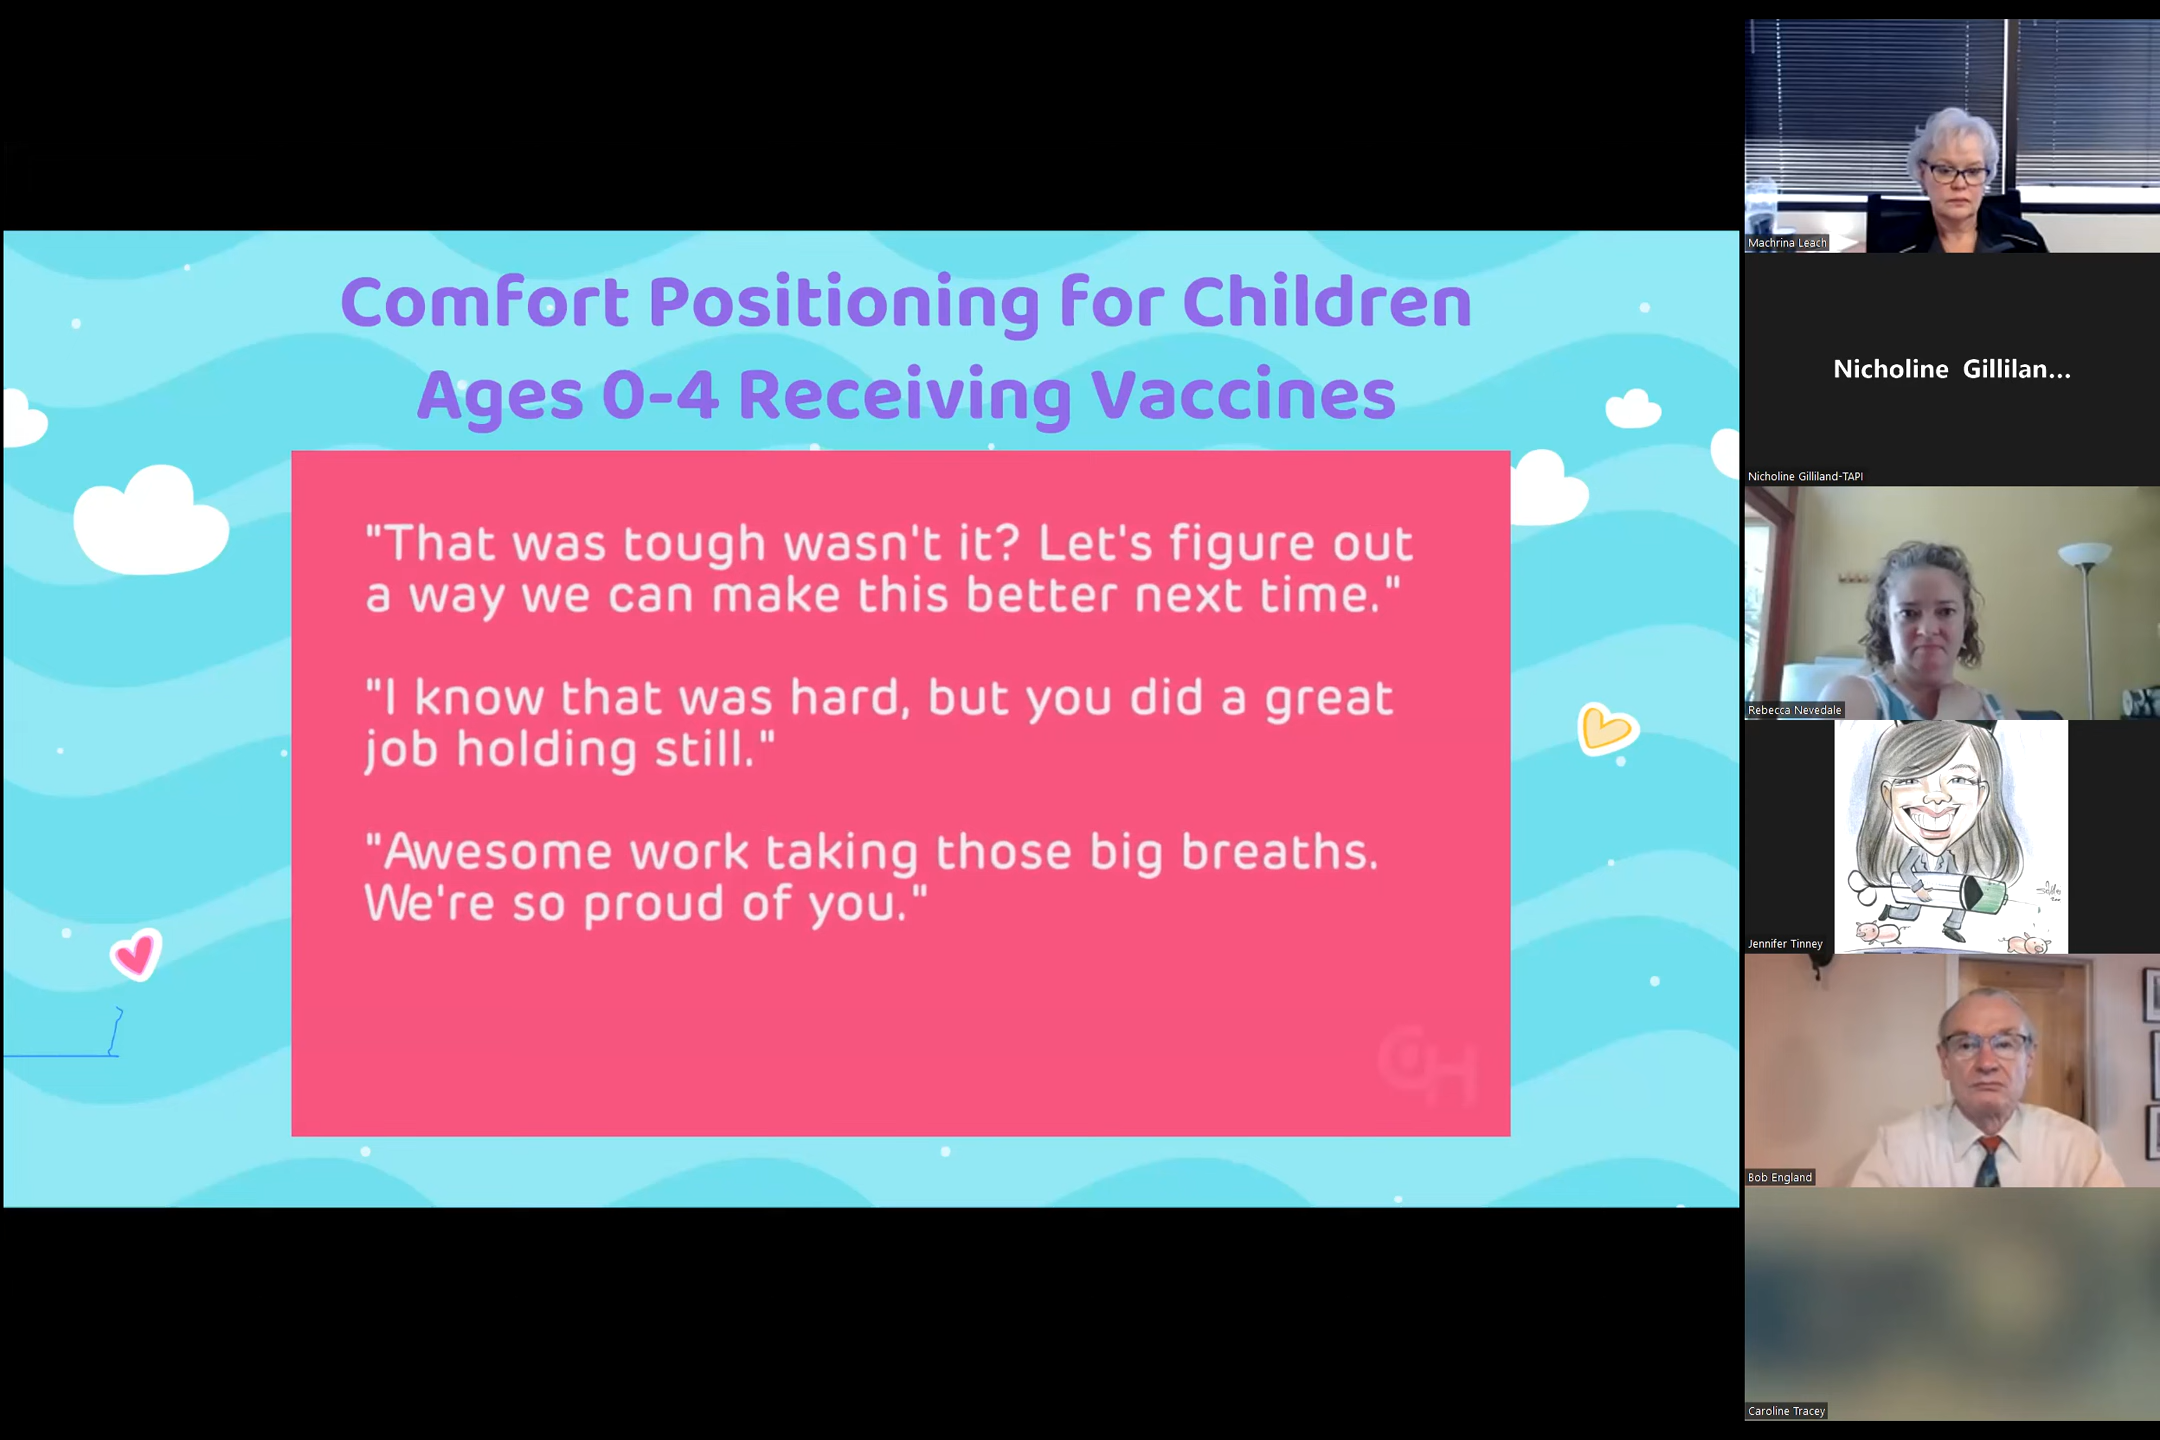 Comfort Positioning for Children
Ages 0-4 Receiving Vaccines
"That was tough wasn't it? Let's figure out
a way we can make this better next time."
"I know that was hard, but you did a great
job holding still."
"Awesome work taking those big breaths.
We're so proud of you."
CH
Machrina Leach
Nicholine Gillilan...
Nicholine Gilliland-TAPI
Rebecca Nevedale
Jennifer Tinney
Bob England
Caroline Tracey